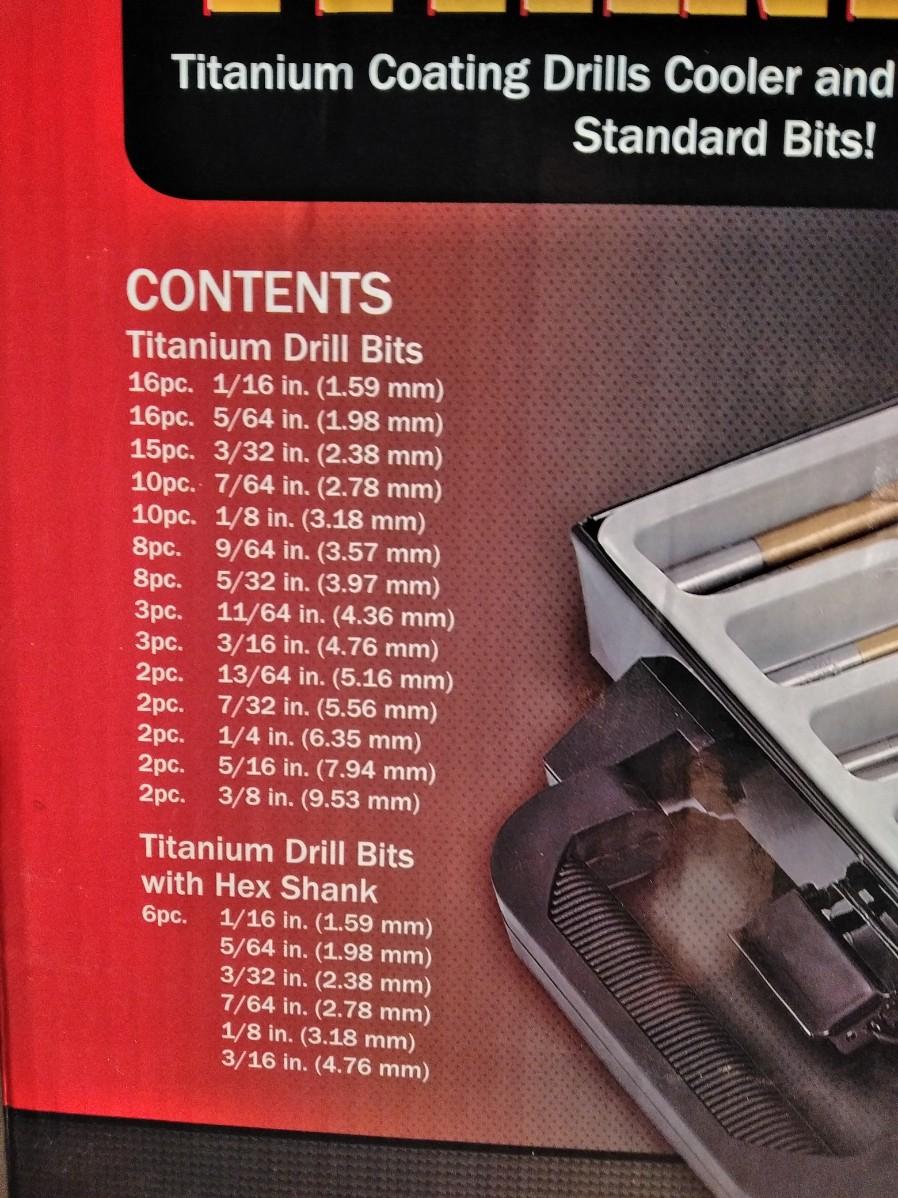 Titanium Coating Drills Cooler and
Standard Bits!
CONTENTS
Titanium Drill Bits
16pc. 1/16 in. (1.59 mm)
16pc. 5/64 in. (1.98 mm)
15pc. 3/32 in. (2.38 mm)
10pc. 7/64 in. (2.78 mm)
10pc. 1/8 in. (3.18 mm)
8pc. 9/64 in. (3.57 mm)
8pc. 5/32 in. (3.97 mm)
3pc. 11/64 in. (4.36 mm)
3pc. 3/16 in. (4.76 mm)
2pc. 13/64 in. (5.16 mm)
2pc. 7/32 in. (5.56 mm)
2pc. 1/4 in. (6.35 mm)
2pc. 5/16 in. (7.94 mm)
2pc. 3/8 in. (9.53 mm)
Titanium Drill Bits
with Hex Shank
6pc. 1/16 in. (1.59 mm)
5/64 in. (1.98 mm)
3/32 in. (2.38 mm)
7/64 in. (2.78 mm)
1/8 in. (3.18 mm)
3/16 in. (4.76 mm)